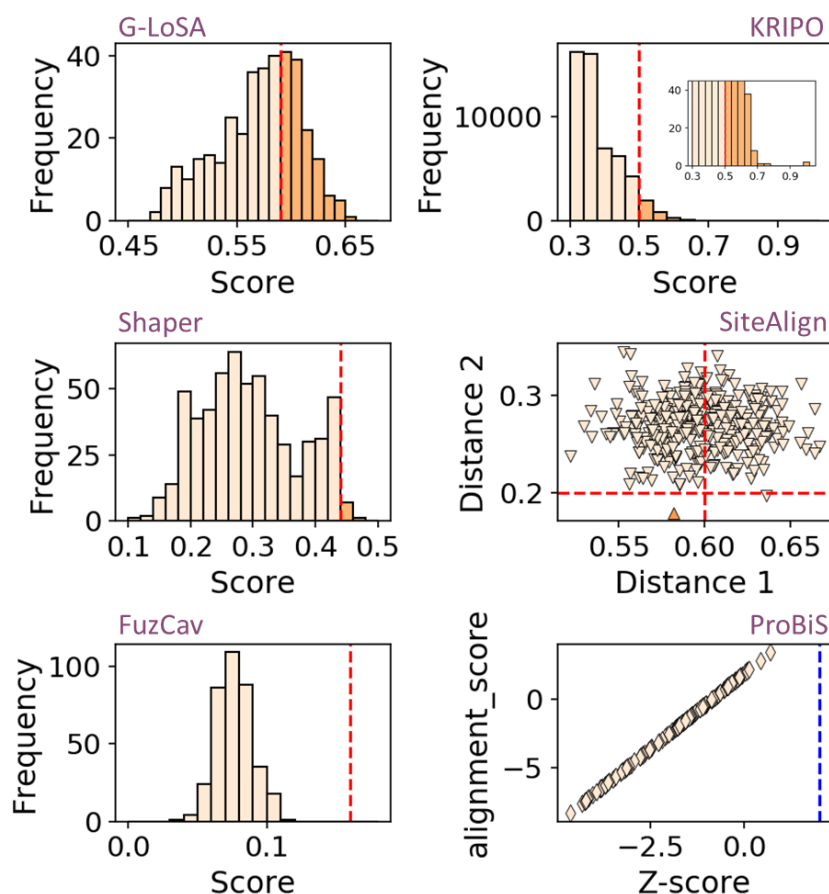 G-LoSA
Frequency
40
20
0
0.45 0.55 0.65
Score
KRIPO
Frequency
10000
0
40
20
0
0.3 0.5 0.7 0.9
0.3 0.5 0.7 0.9
Score
Shaper
Frequency
50
25
0
0.1 0.2 0.3 0.4 0.5
Score
SiteAlign
Distance 2
0.3
0.2
0.55 0.60 0.65
Distance 1
FuzCav
Frequency
100
50
0
0.0 0.1
Score
ProBiS
alignment_score
0
−5
−2.5 0.0
Z-score